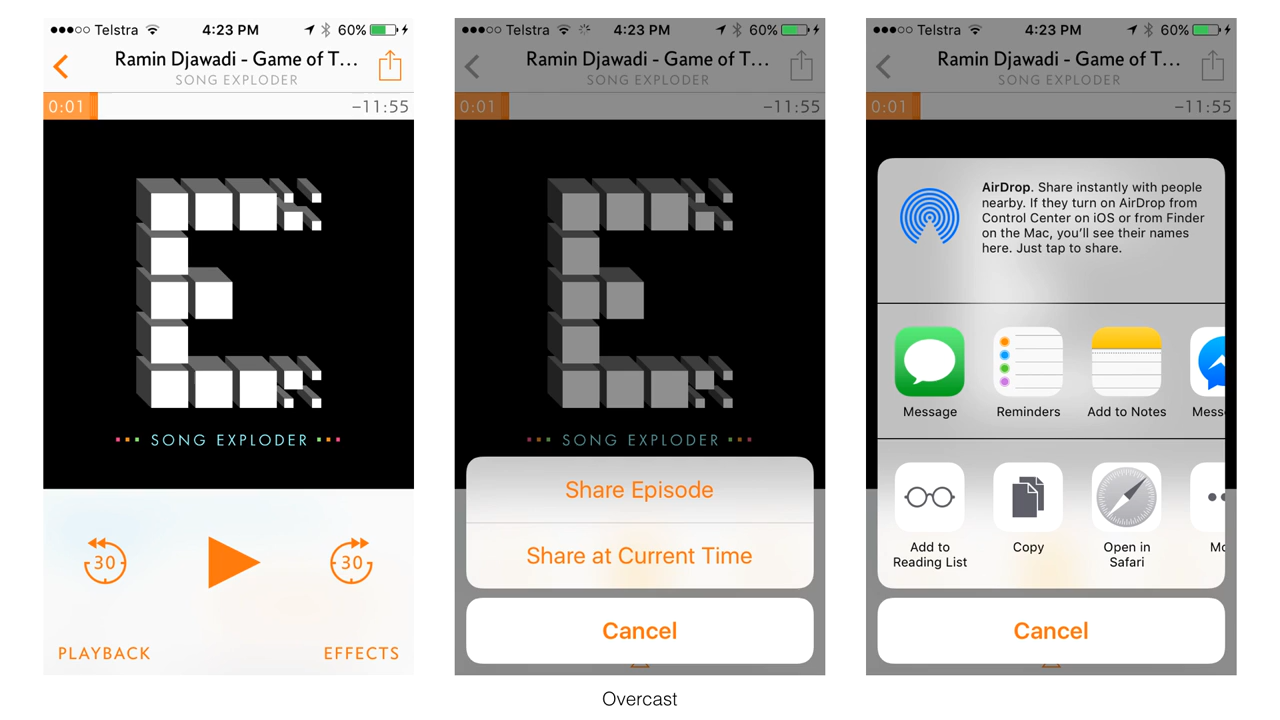 Telstra 4:23 PM 60%
Ramin Djawadi - Game of T...
SONG EXPLODER
0:01 −11:55
SONG EXPLODER
30 30
PLAYBACK EFFECTS
Telstra 4:23 PM 60%
Ramin Djawadi - Game of T...
SONG EXPLODER
0:01 −11:55
SONG EXPLODER
Share Episode
Share at Current Time
Cancel
Telstra 4:23 PM 60%
Ramin Djawadi - Game of T...
SONG EXPLODER
0:01 −11:55
AirDrop. Share instantly with people
nearby. If they turn on AirDrop from
Control Center on iOS or from Finder
on the Mac, you’ll see their names
here. Just tap to share.
Message Reminders Add to Notes Mess
Add to
Reading List
Copy
Open in
Safari
Mo
Cancel
Overcast